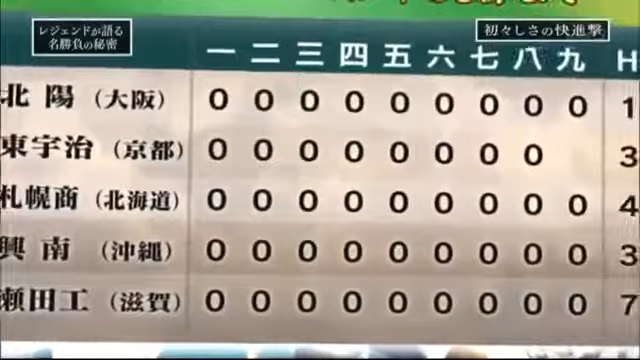 レジェンドが語る
名勝負の秘密
初々しさの快進撃
一 二 三 四 五 六 七 八 九 H
北陽（大阪） 0 0 0 0 0 0 0 0 0 1
東宇治（京都） 0 0 0 0 0 0 0 0 3
札幌商（北海道） 0 0 0 0 0 0 0 0 0 4
興南（沖縄） 0 0 0 0 0 0 0 0 0 3
瀬田工（滋賀） 0 0 0 0 0 0 0 0 0 7